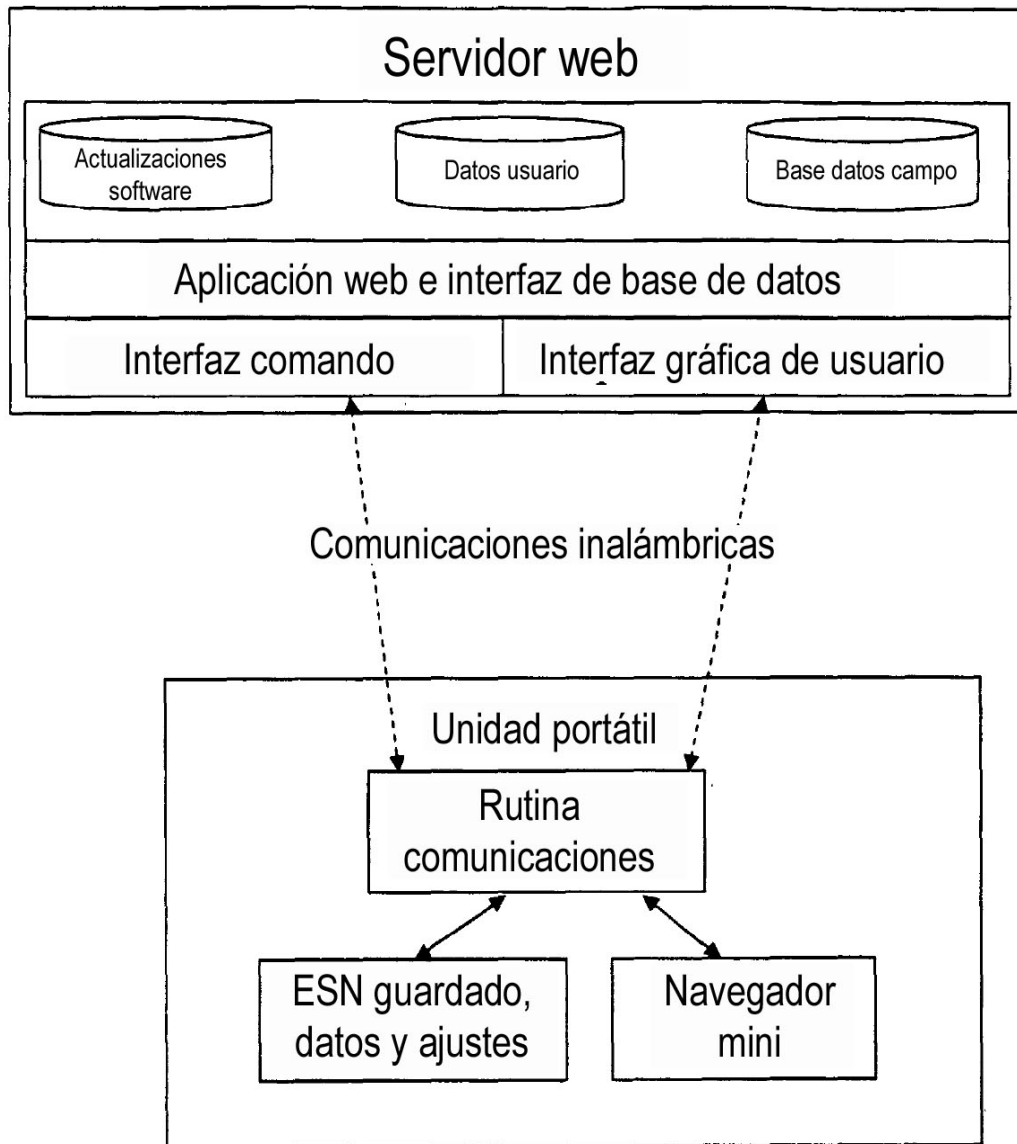 Servidor web
Actualizaciones
software
Datos usuario
Base datos campo
Aplicación web e interfaz de base de datos
Interfaz comando
Interfaz gráfica de usuario
Comunicaciones inalámbricas
Unidad portátil
Rutina
comunicaciones
ESN guardado,
datos y ajustes
Navegador
mini